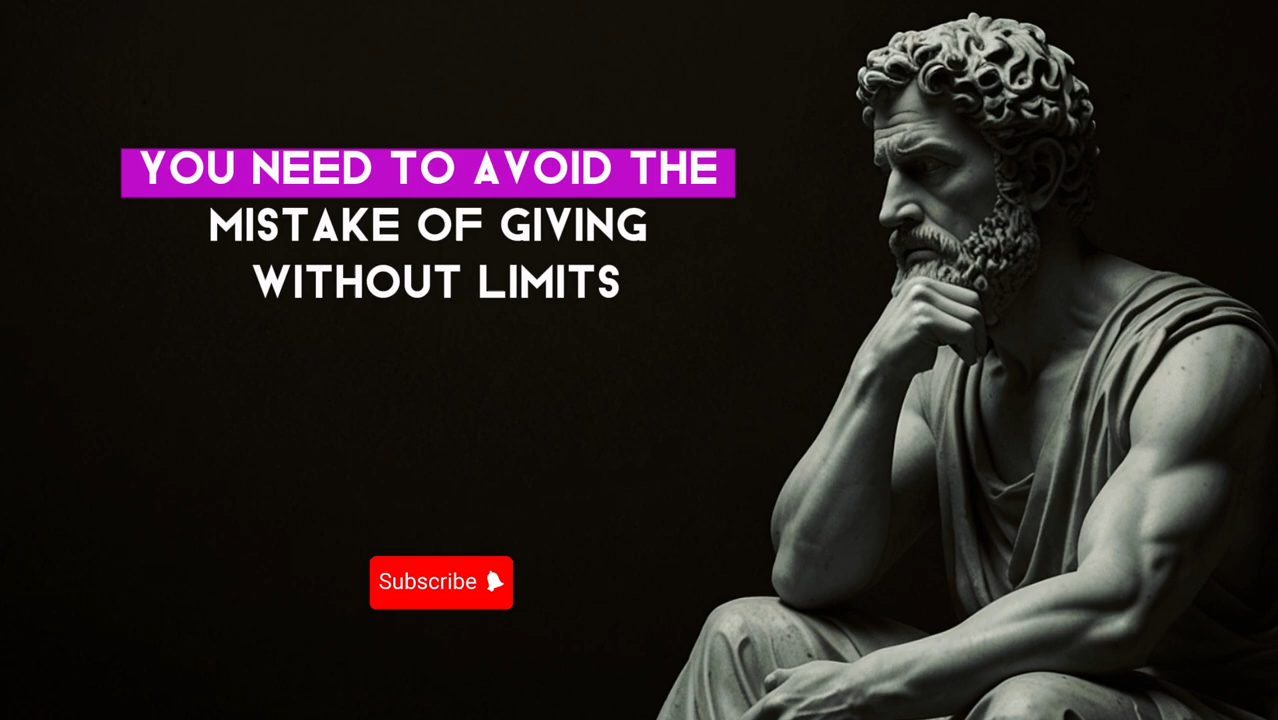 YOU NEED TO AVOID THE
MISTAKE OF GIVING
WITHOUT LIMITS
Subscribe